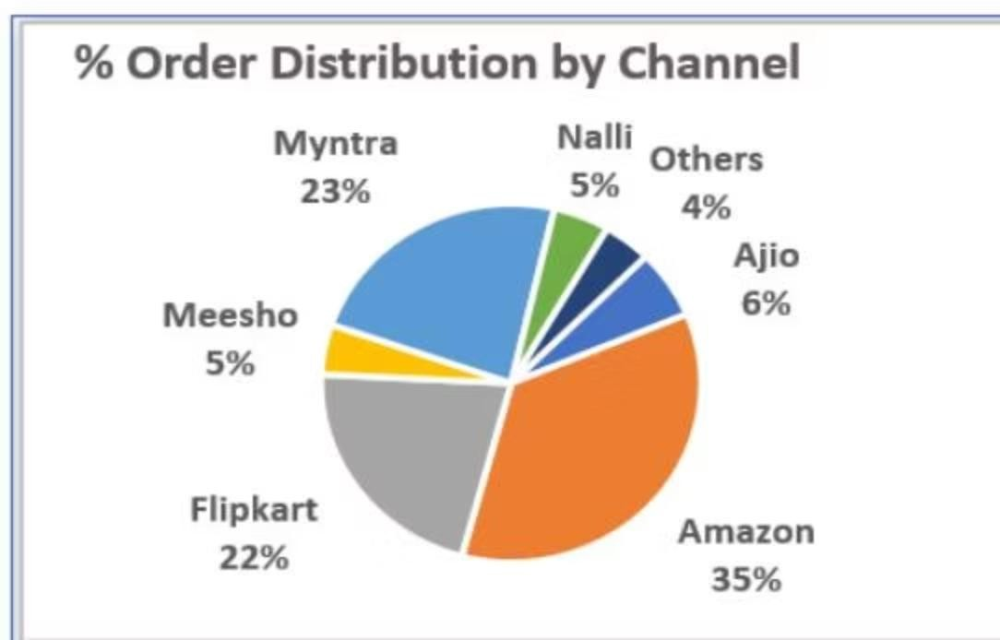 % Order Distribution by Channel
Myntra
23%
Nalli
5%
Others
4%
Ajio
6%
Meesho
5%
Flipkart
22%
Amazon
35%